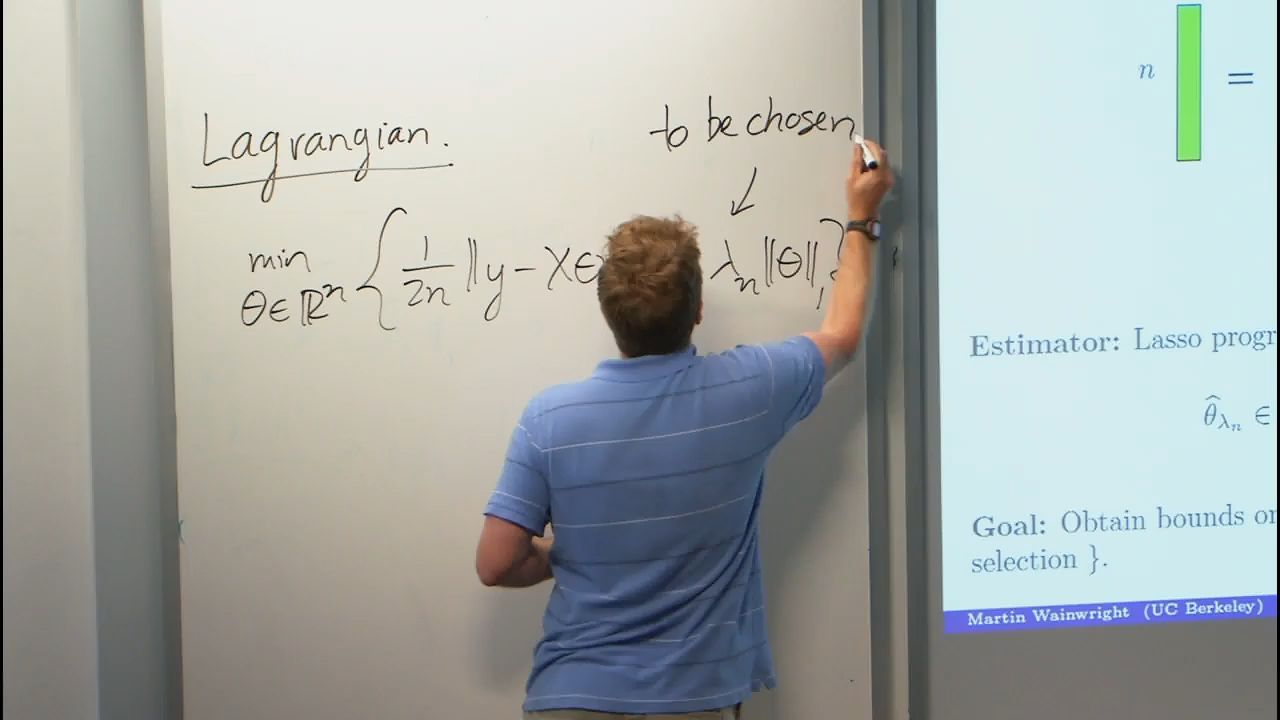 Lagrangian.
to be chosen
min { 1/2n ||y - Xθ λn ||θ||1 }
θ∈ℝⁿ
n =
Estimator: Lasso progr
θ̂λn ∈
Goal: Obtain bounds on
selection }.
Martin Wainwright (UC Berkeley)